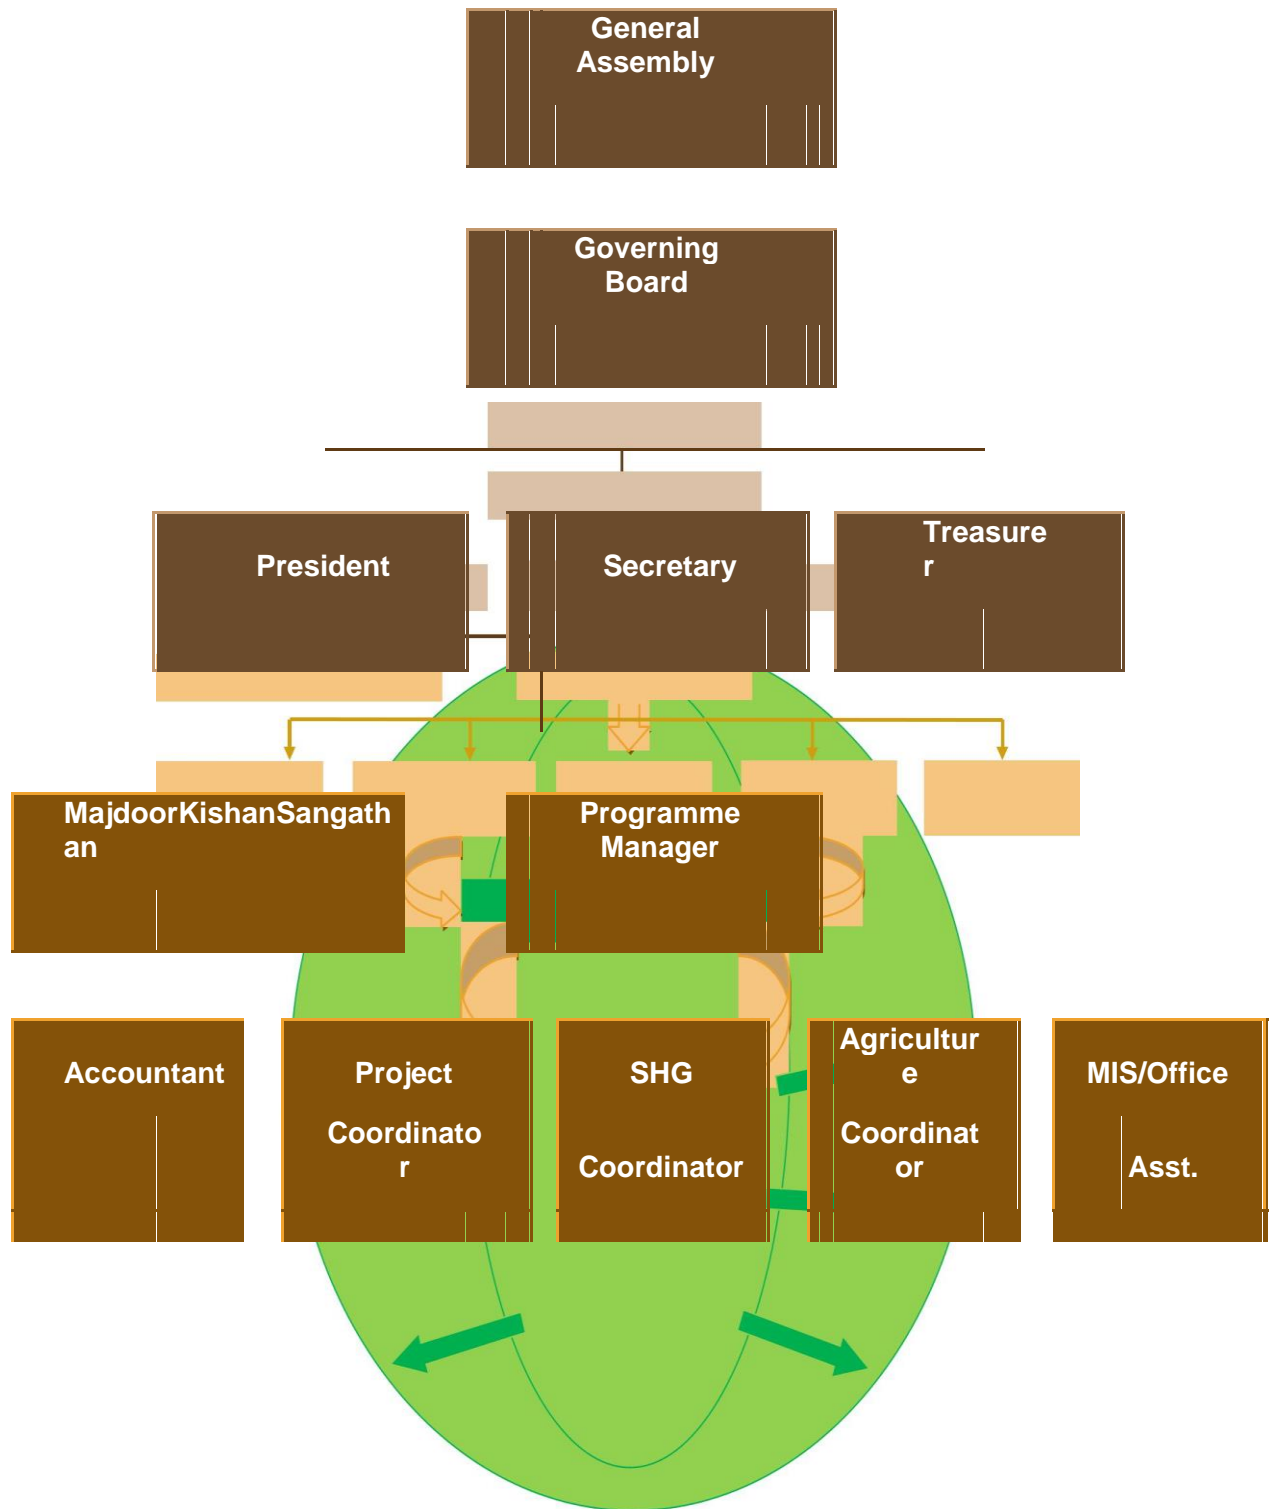 General
Assembly
Governing
Board
President
Secretary
Treasure
r
MajdoorKishanSangath
an
Programme
Manager
Accountant
Project
Coordinato
r
SHG
Coordinator
Agricultur
e
Coordinat
or
MIS/Office
Asst.